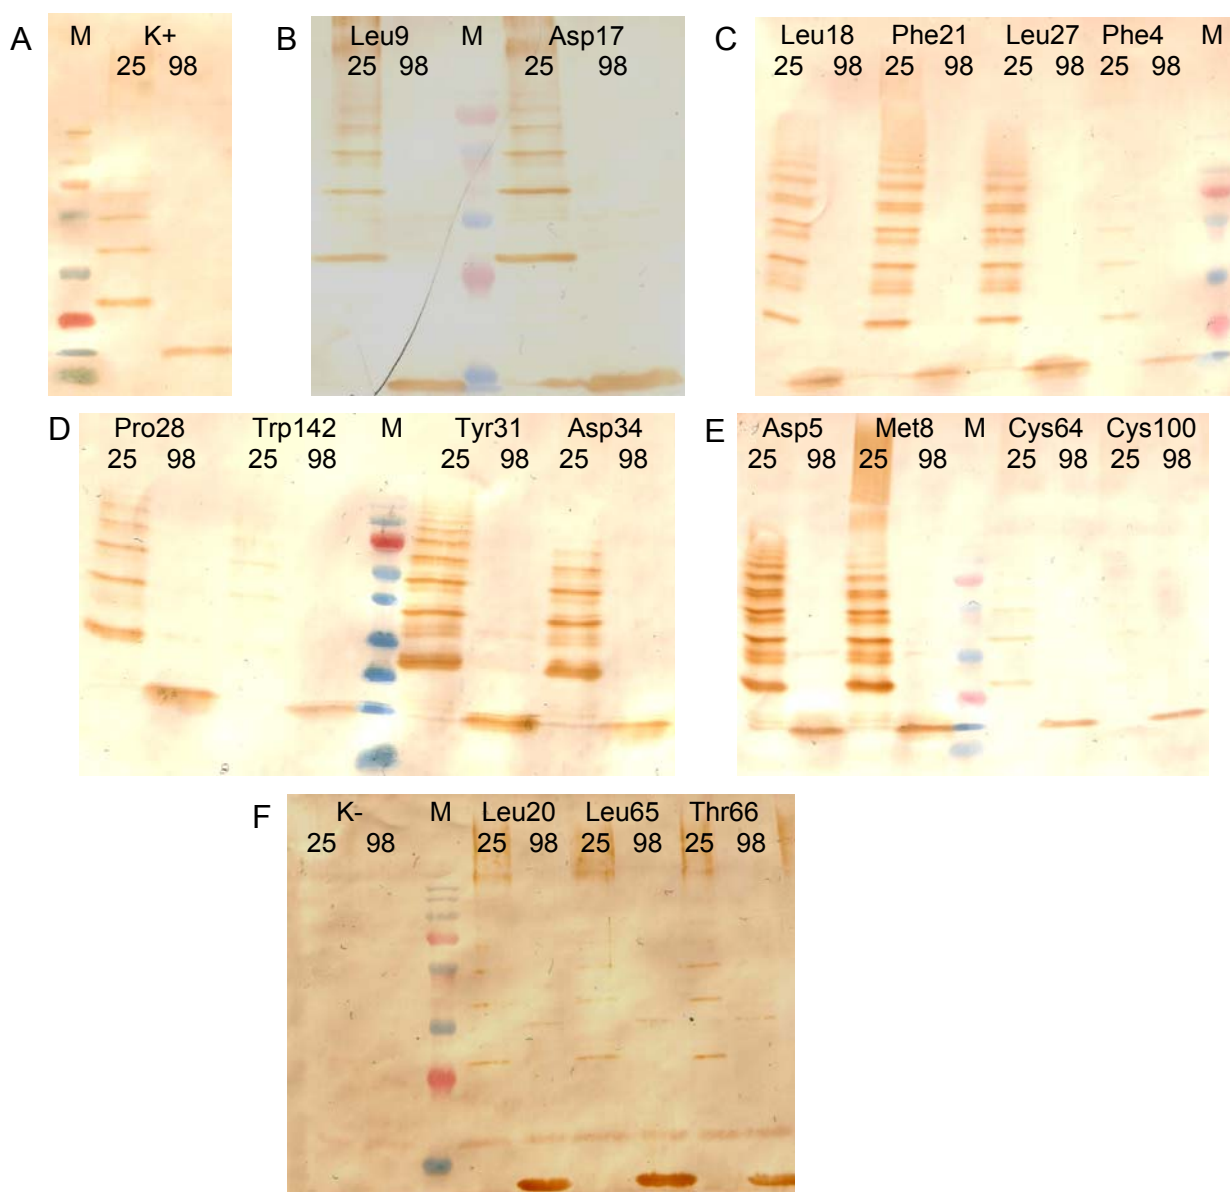 A M K+
25 98
B Leu9 M Asp17
25 98 25 98
C Leu18 Phe21 Leu27 Phe4 M
25 98 25 98 25 98 25 98
D Pro28 Trp142 M Tyr31 Asp34
25 98 25 98 25 98 25 98
E Asp5 Met8 M Cys64 Cys100
25 98 25 98 25 98 25 98
F K- M Leu20 Leu65 Thr66
25 98 25 98 25 98 25 98